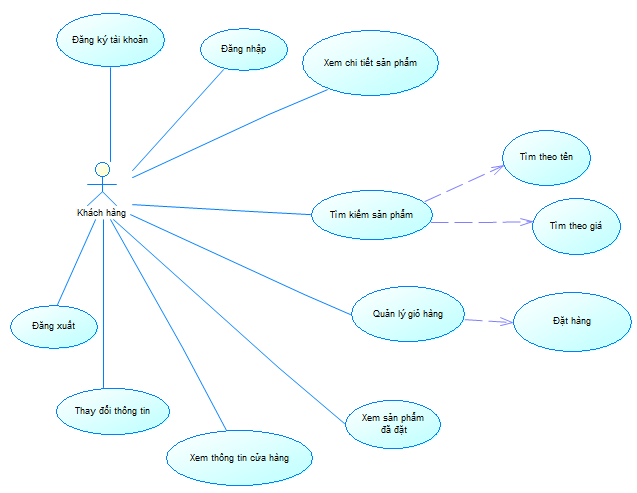 Đăng ký tài khoản
Đăng nhập
Xem chi tiết sản phẩm
Tìm theo tên
Khách hàng
Tìm kiếm sản phẩm
Tìm theo giá
Quản lý giỏ hàng
Đặt hàng
Đăng xuất
Thay đổi thông tin
Xem sản phẩm
đã đặt
Xem thông tin cửa hàng